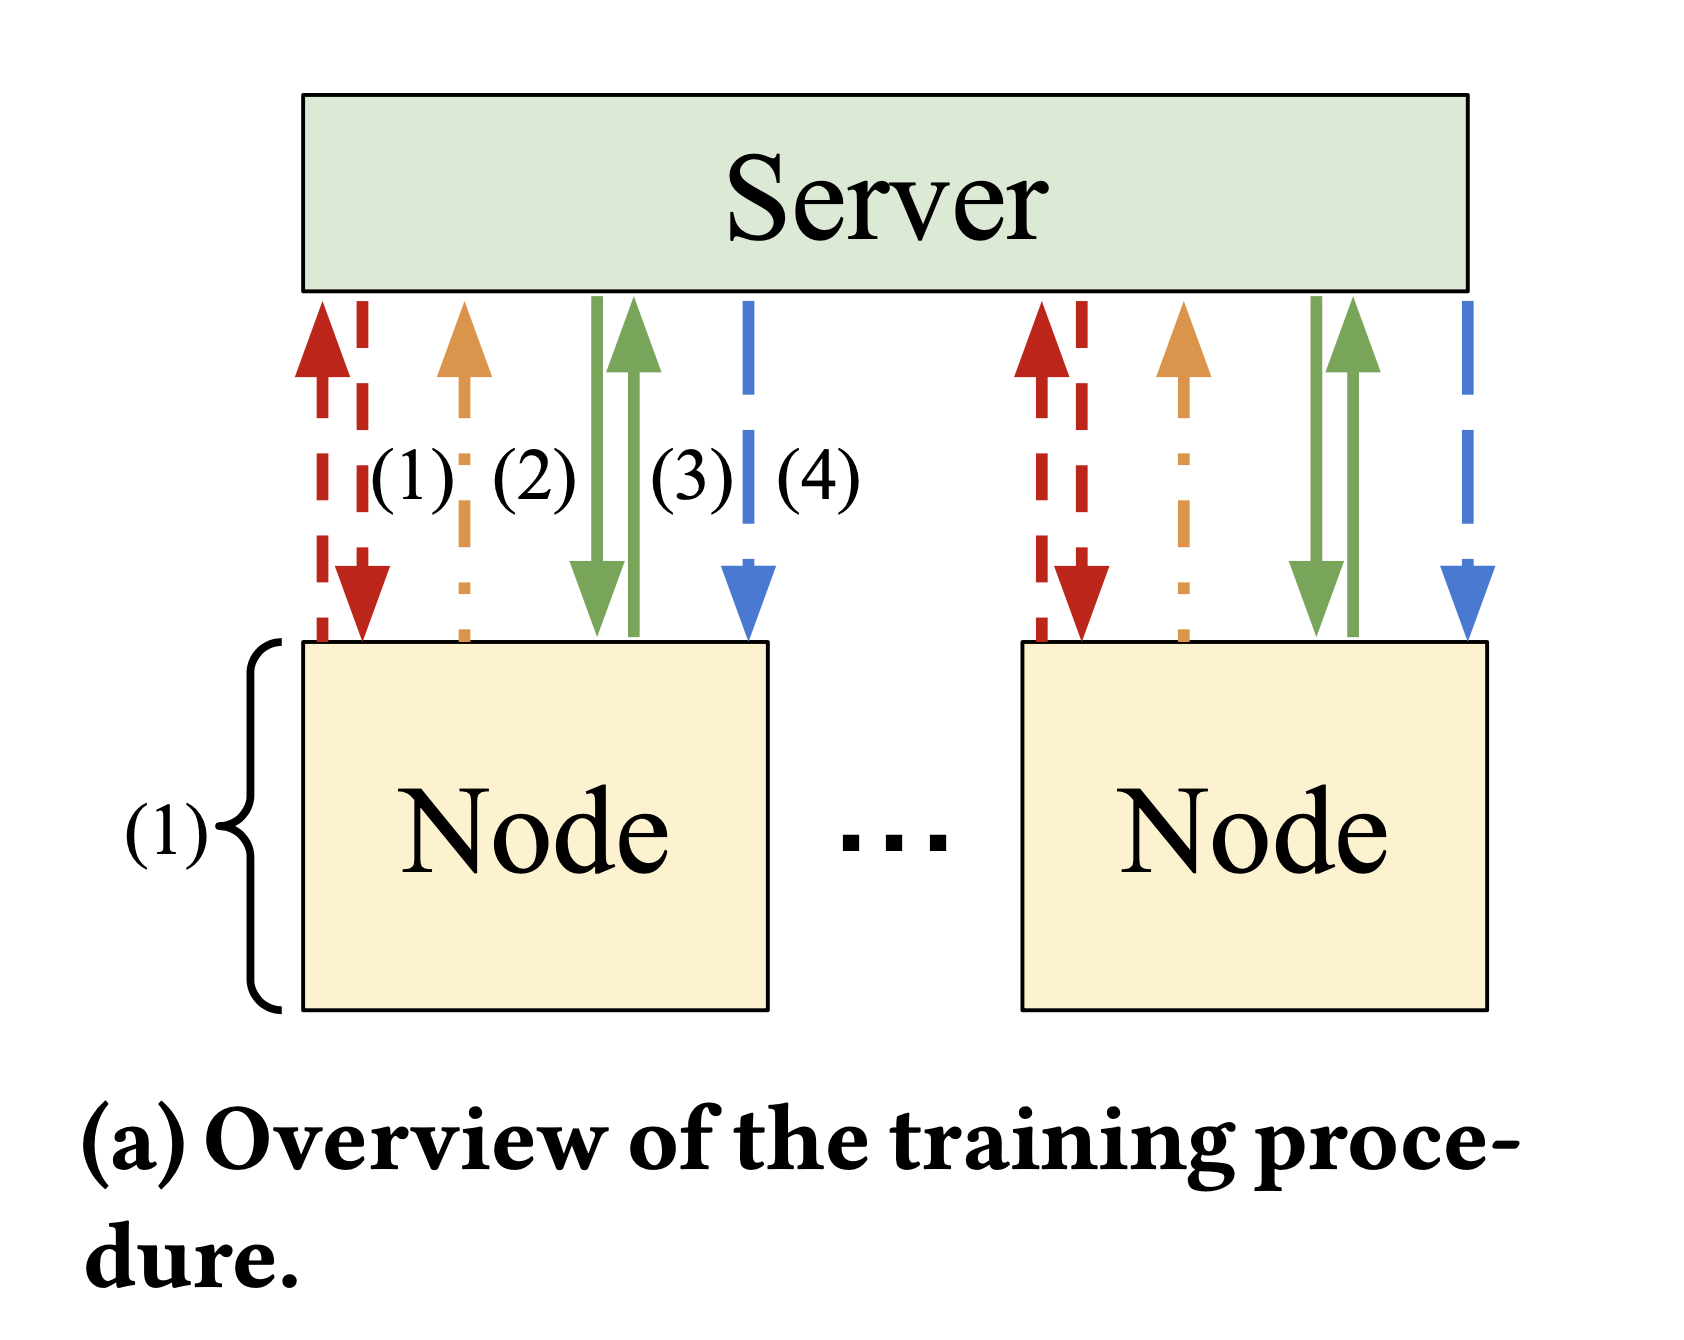 Server
(1) (2) (3) (4)
(1) Node ... Node
(a) Overview of the training proce-
dure.